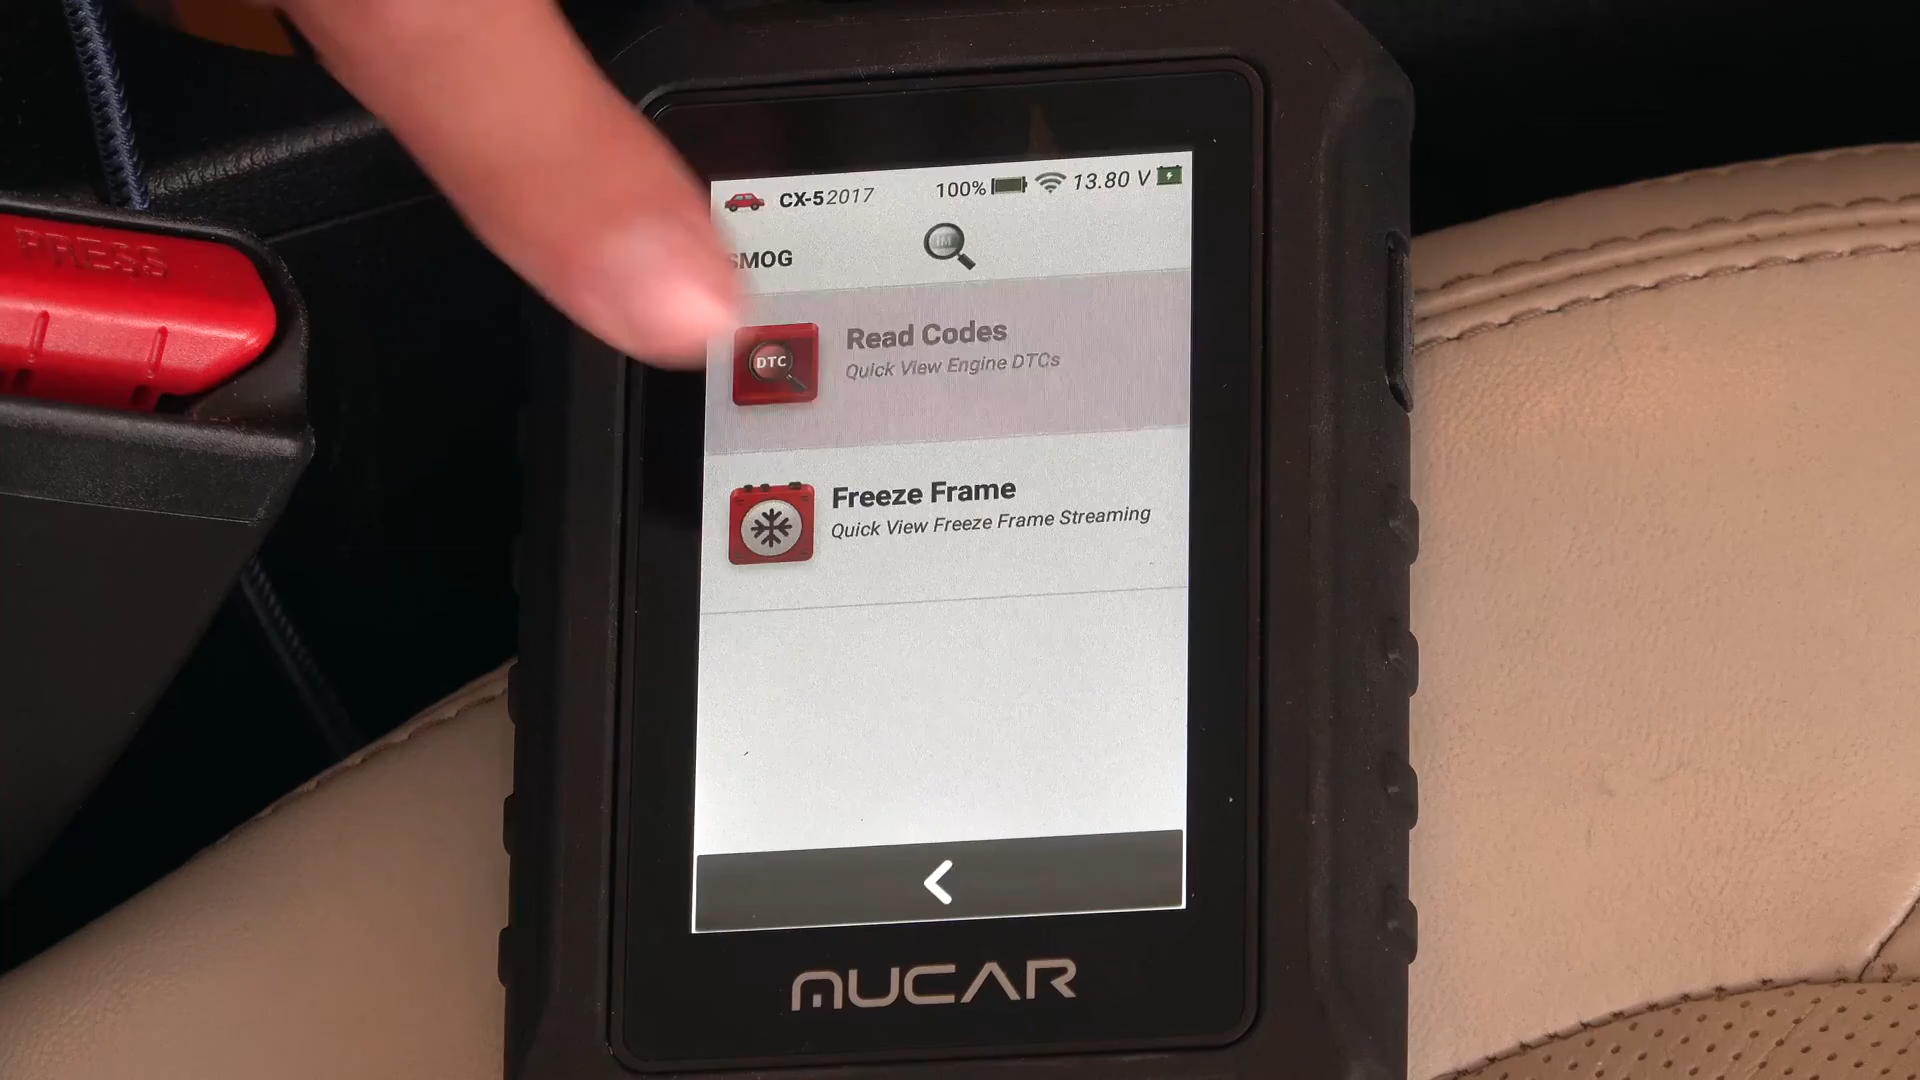 PRESS
CX-5 2017 100% 13.80 V
SMOG
IM
DTC
Read Codes
Quick View Engine DTCs
Freeze Frame
Quick View Freeze Frame Streaming
MUCAR